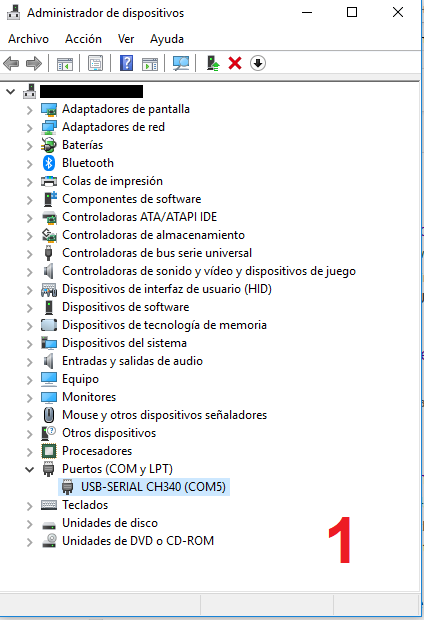 Administrador de dispositivos
Archivo Acción Ver Ayuda
Adaptadores de pantalla
Adaptadores de red
Baterías
Bluetooth
Colas de impresión
Componentes de software
Controladoras ATA/ATAPI IDE
Controladoras de almacenamiento
Controladoras de bus serie universal
Controladoras de sonido y vídeo y dispositivos de juego
Dispositivos de interfaz de usuario (HID)
Dispositivos de software
Dispositivos de tecnología de memoria
Dispositivos del sistema
Entradas y salidas de audio
Equipo
Monitores
Mouse y otros dispositivos señaladores
Otros dispositivos
Procesadores
Puertos (COM y LPT)
USB-SERIAL CH340 (COM5)
Teclados
Unidades de disco
Unidades de DVD o CD-ROM
1